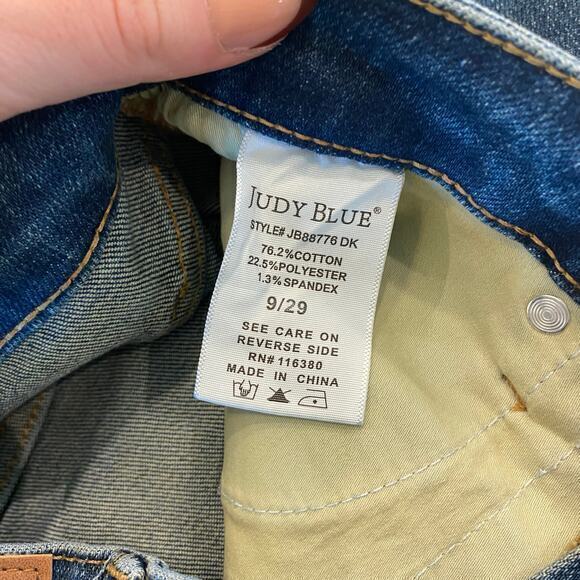 JUDY BLUE®
STYLE# JB88776 DK
76.2%COTTON
22.5%POLYESTER
1.3%SPANDEX
9/29
SEE CARE ON
REVERSE SIDE
RN# 116380
MADE IN CHINA